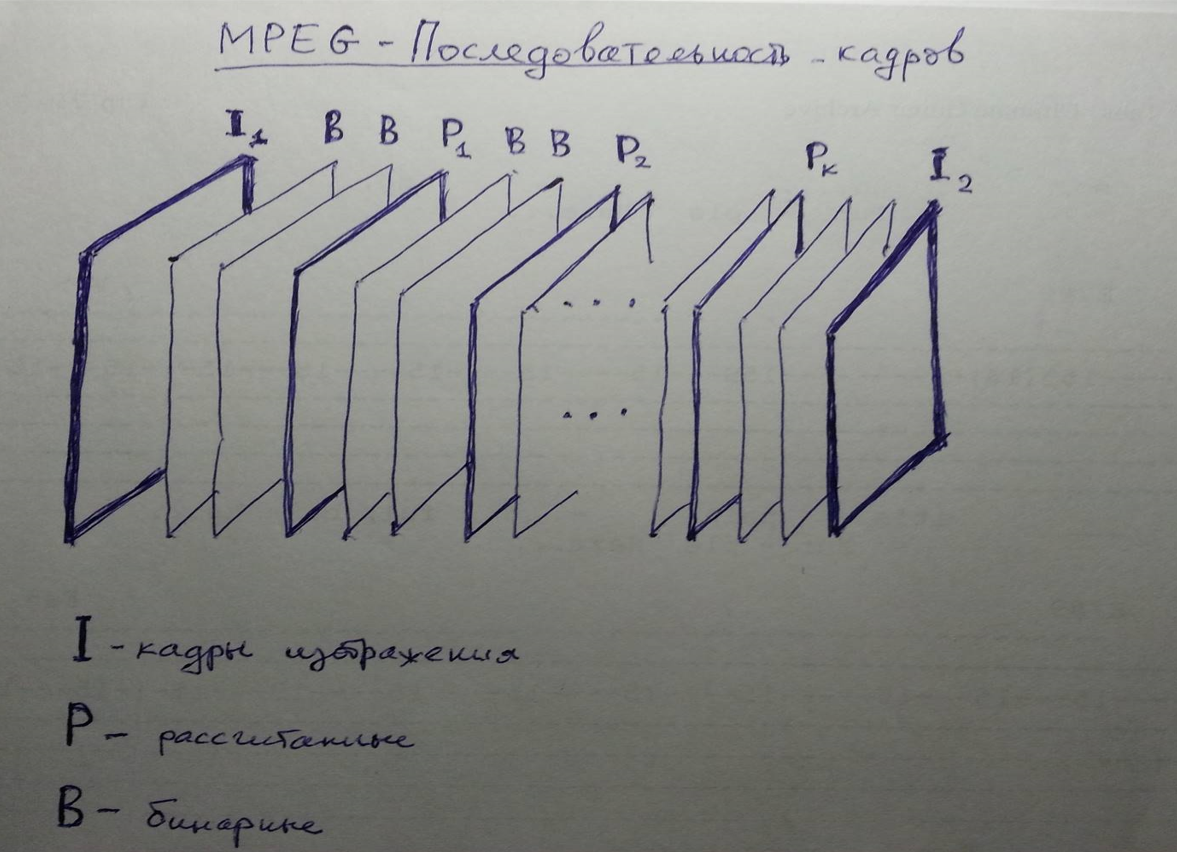 MPEG - Последовательность - кадров
I₁ B B P₁ B B P₂ Pₖ I₂
... 
...
I - кадры изображения
P - рассчитанные
B - бинарные